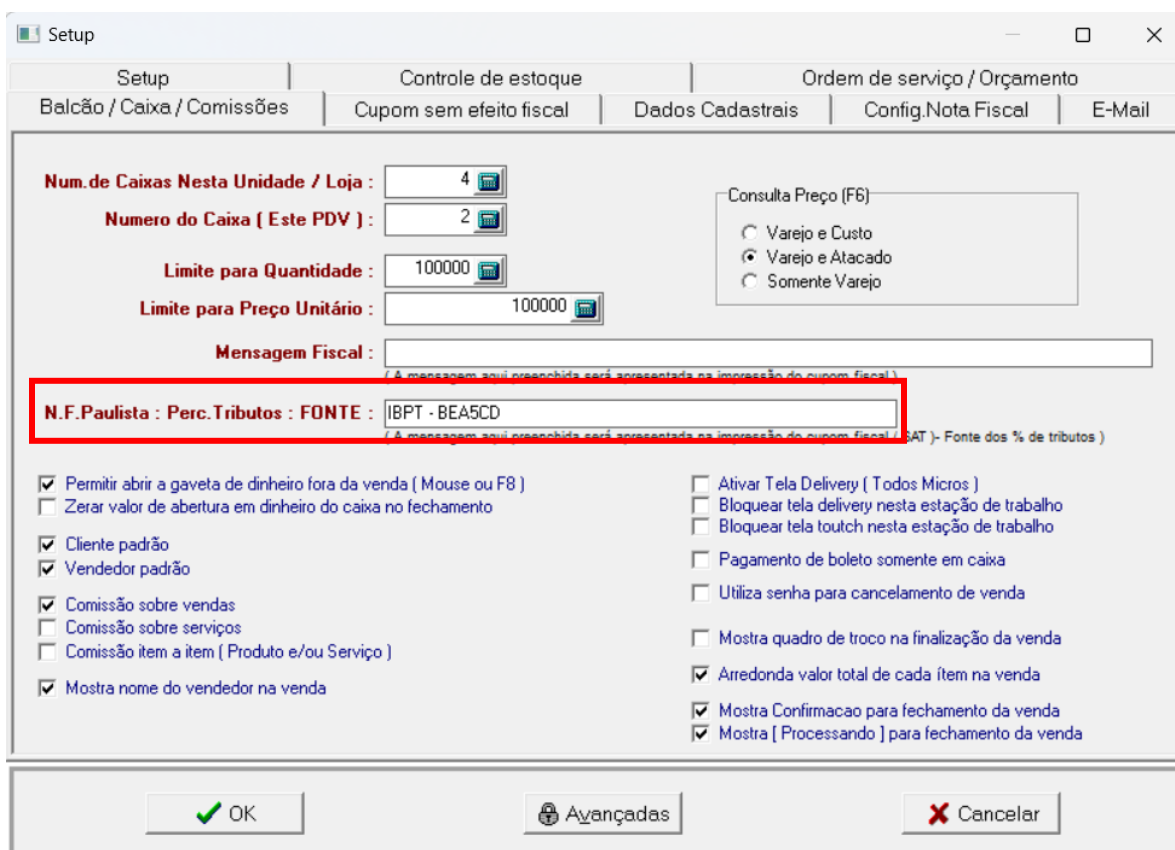 Setup
Setup Controle de estoque Ordem de serviço / Orçamento
Balcão / Caixa / Comissões Cupom sem efeito fiscal Dados Cadastrais Config.Nota Fiscal E-Mail
Num.de Caixas Nesta Unidade / Loja : 4
Numero do Caixa ( Este PDV ) : 2
Limite para Quantidade : 100000
Limite para Preço Unitário : 100000
Consulta Preço (F6)
Varejo e Custo
Varejo e Atacado
Somente Varejo
Mensagem Fiscal :
( A mensagem aqui preenchida será apresentada na impressão do cupom fiscal )
N.F.Paulista : Perc.Tributos : FONTE : IBPT - BEA5CD
( A mensagem aqui preenchida será apresentada na impressão do cupom fiscal ( SAT )- Fonte dos % de tributos )
Permitir abrir a gaveta de dinheiro fora da venda ( Mouse ou F8 )
Zerar valor de abertura em dinheiro do caixa no fechamento
Cliente padrão
Vendedor padrão
Comissão sobre vendas
Comissão sobre serviços
Comissão item a item ( Produto e/ou Serviço )
Mostra nome do vendedor na venda
Ativar Tela Delivery ( Todos Micros )
Bloquear tela delivery nesta estação de trabalho
Bloquear tela toutch nesta estação de trabalho
Pagamento de boleto somente em caixa
Utiliza senha para cancelamento de venda
Mostra quadro de troco na finalização da venda
Arredonda valor total de cada ítem na venda
Mostra Confirmacao para fechamento da venda
Mostra [ Processando ] para fechamento da venda
OK Avançadas Cancelar